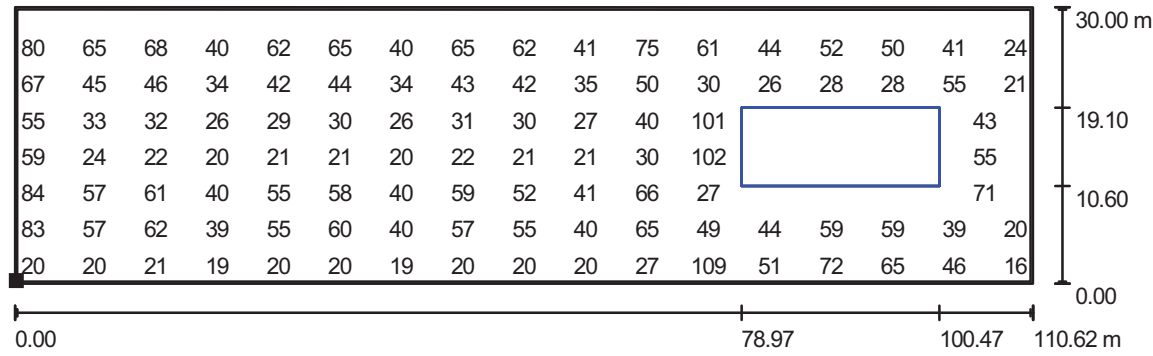 30.00 m
80 65 68 40 62 65 40 65 62 41 75 61 44 52 50 41 24
67 45 46 34 42 44 34 43 42 35 50 30 26 28 28 55 21
55 33 32 26 29 30 26 31 30 27 40 101 43 19.10
59 24 22 20 21 21 20 22 21 21 30 102 55
84 57 61 40 55 58 40 59 52 41 66 27 71 10.60
83 57 62 39 55 60 40 57 55 40 65 49 44 59 59 39 20
20 20 21 19 20 20 19 20 20 20 27 109 51 72 65 46 16
0.00
0.00 78.97 100.47 110.62 m